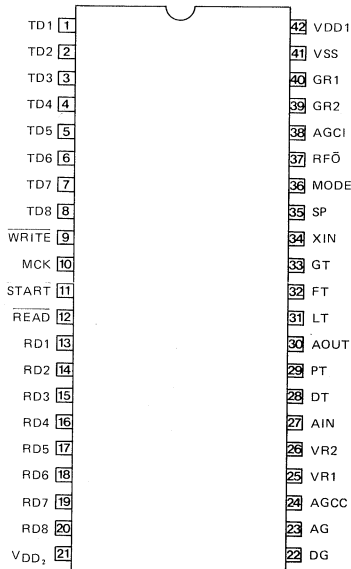 TD1 1 42 VDD1
TD2 2 41 VSS
TD3 3 40 GR1
TD4 4 39 GR2
TD5 5 38 AGCI
TD6 6 37 RFŌ
TD7 7 36 MODE
TD8 8 35 SP
W̅R̅I̅T̅E̅ 9 34 XIN
MCK 10 33 GT
S̅T̅A̅R̅T̅ 11 32 FT
R̅E̅A̅D̅ 12 31 LT
RD1 13 30 AOUT
RD2 14 29 PT
RD3 15 28 DT
RD4 16 27 AIN
RD5 17 26 VR2
RD6 18 25 VR1
RD7 19 24 AGCC
RD8 20 23 AG
VDD₂ 21 22 DG